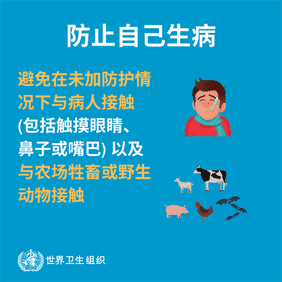 防止自己生病
避免在未加防护情
况下与病人接触
(包括触摸眼睛、
鼻子或嘴巴) 以及
与农场牲畜或野生
动物接触
世界卫生组织